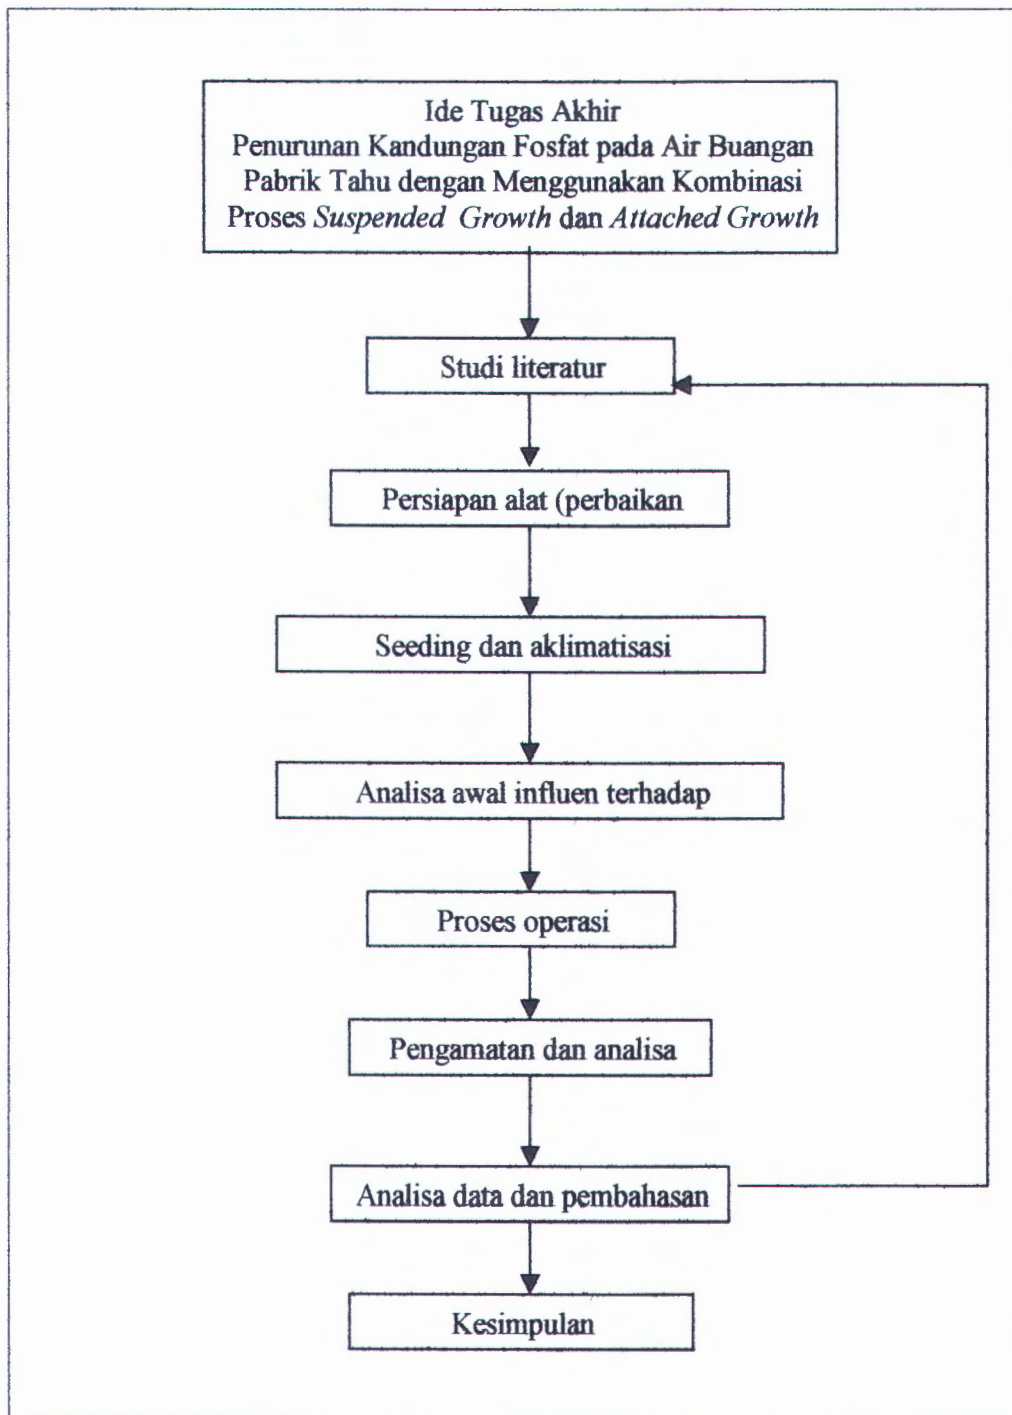 Ide Tugas Akhir
Penurunan Kandungan Fosfat pada Air Buangan
Pabrik Tahu dengan Menggunakan Kombinasi
Proses Suspended Growth dan Attached Growth
Studi literatur
Persiapan alat (perbaikan
Seeding dan aklimatisasi
Analisa awal influen terhadap
Proses operasi
Pengamatan dan analisa
Analisa data dan pembahasan
Kesimpulan